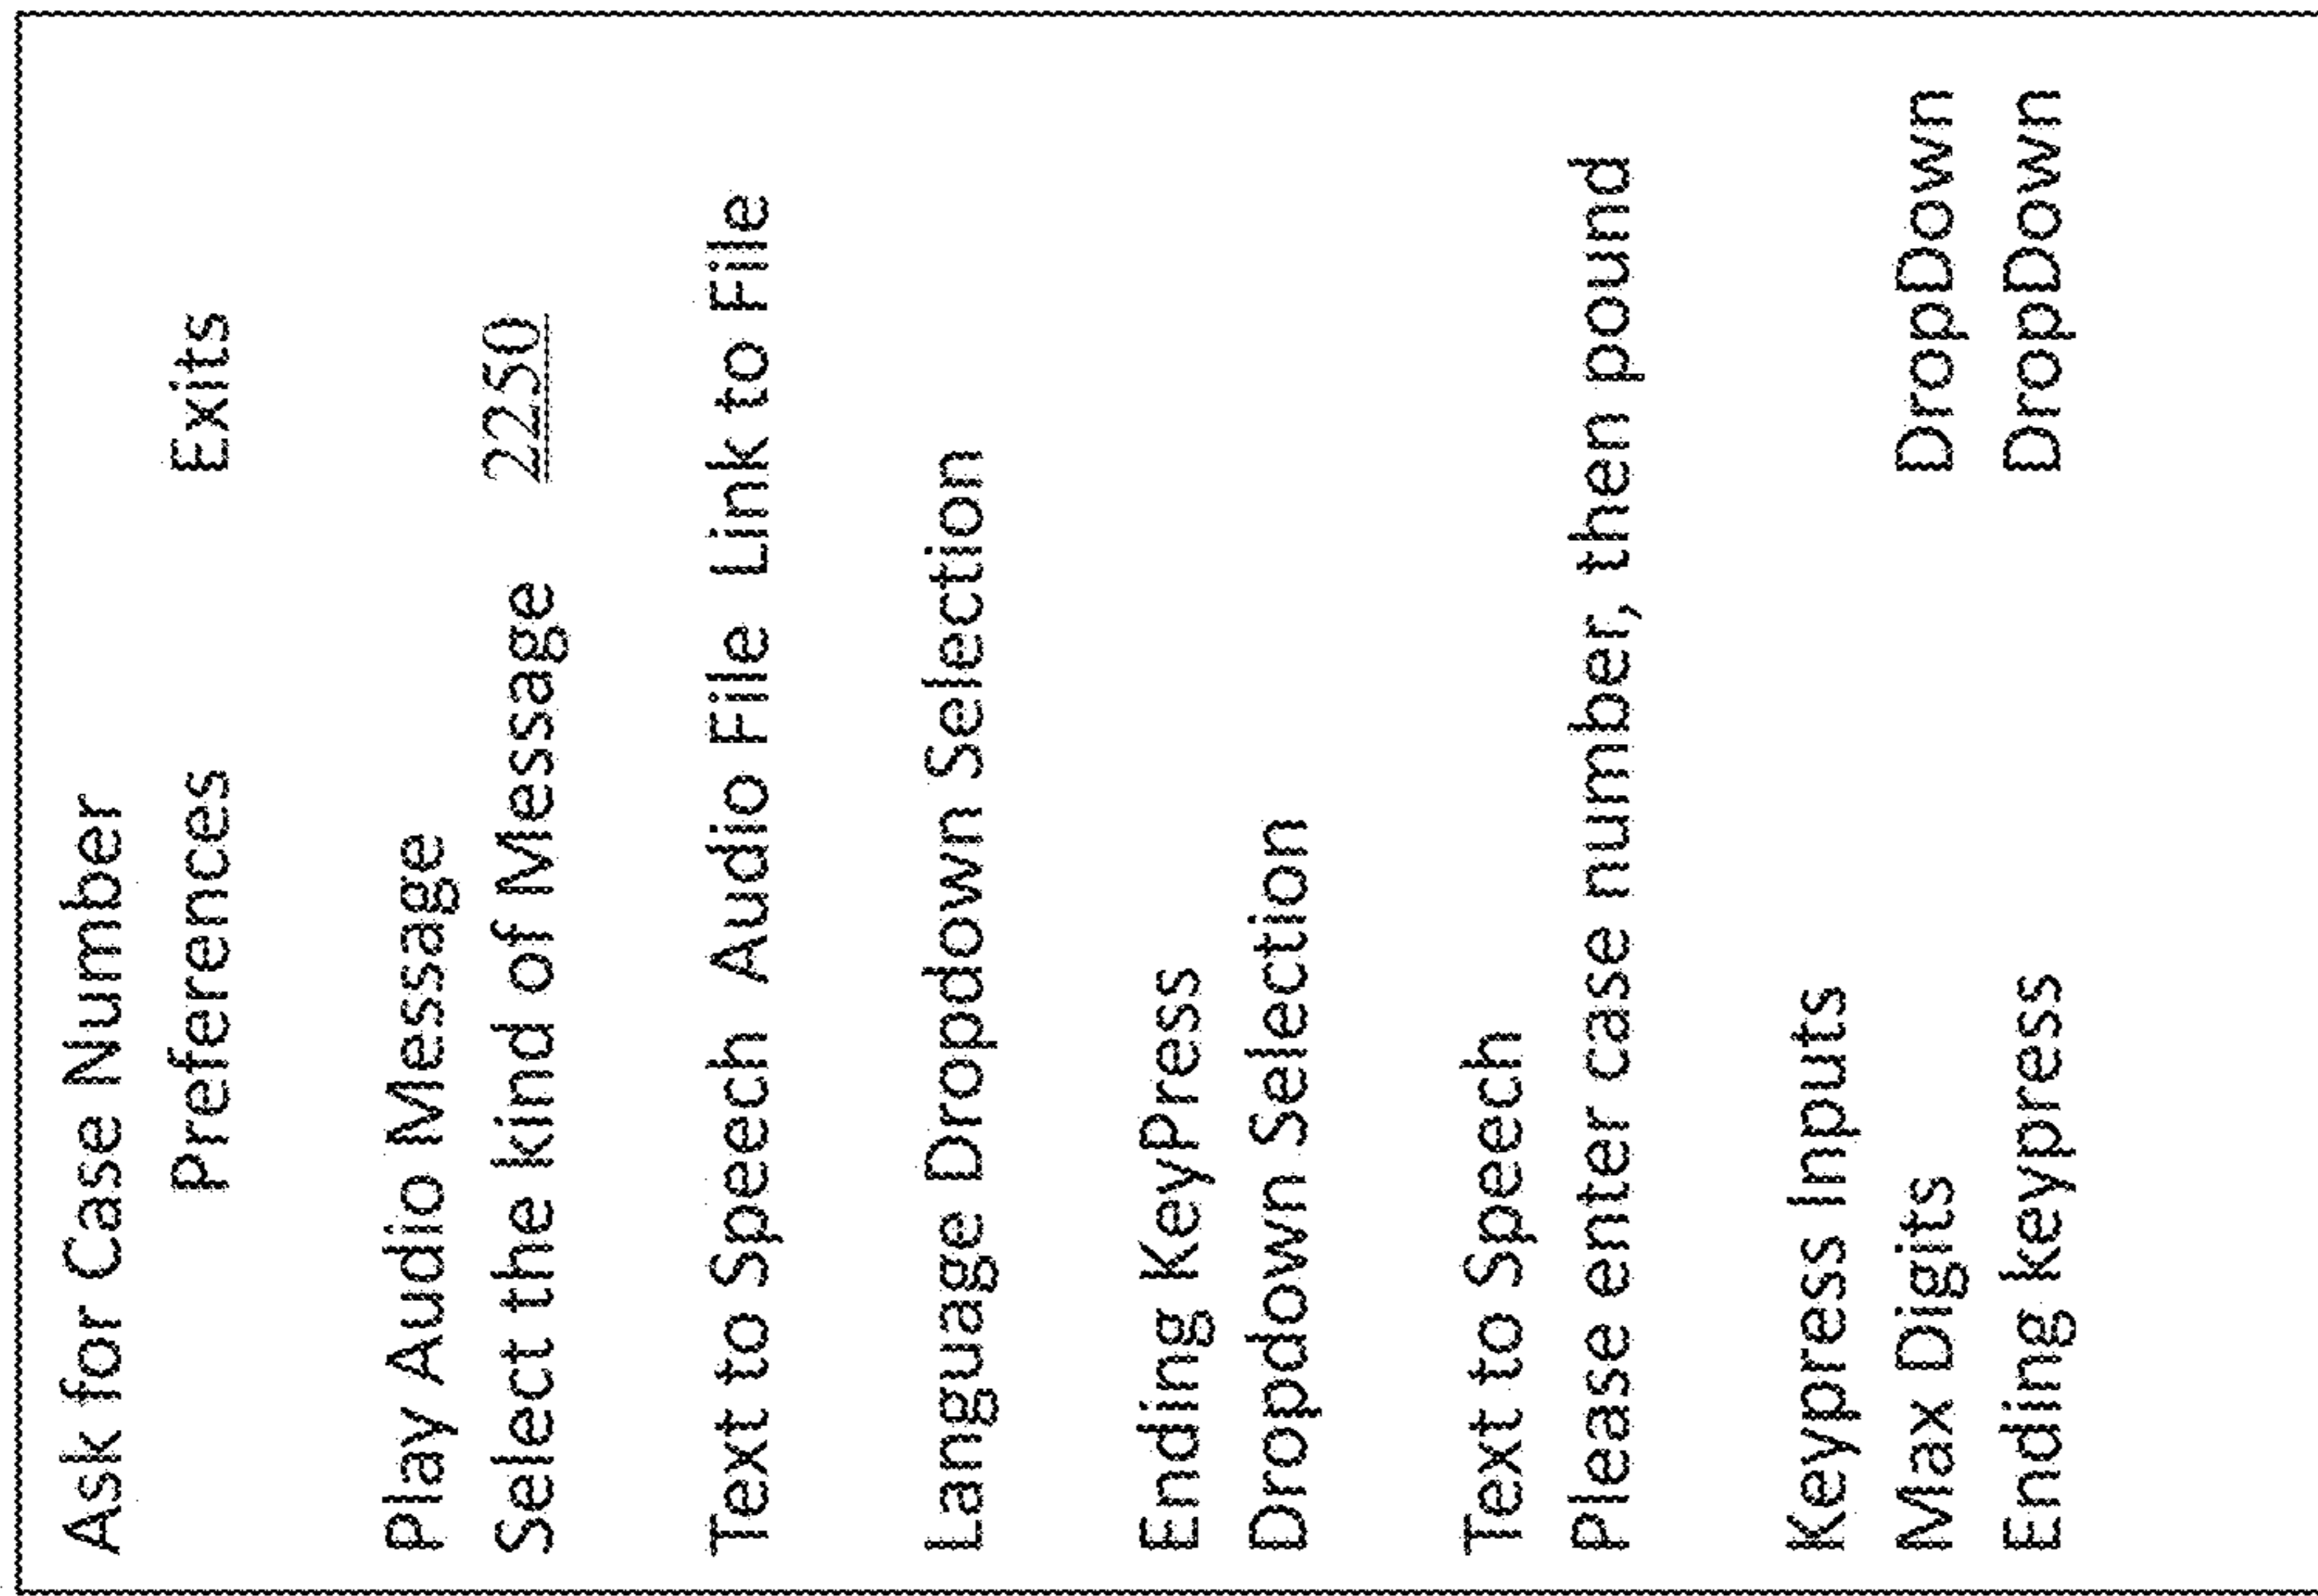 Ask for Case Number
Preferences Exits
Play Audio Message
Select the kind of Message 2250
Text to Speech Audio File Link to File
Language Dropdown Selection
Ending KeyPress
Dropdown Selection
Text to Speech
Please enter case number, then pound
Keypress Inputs
Max Digits DropDown
Ending keypress DropDown